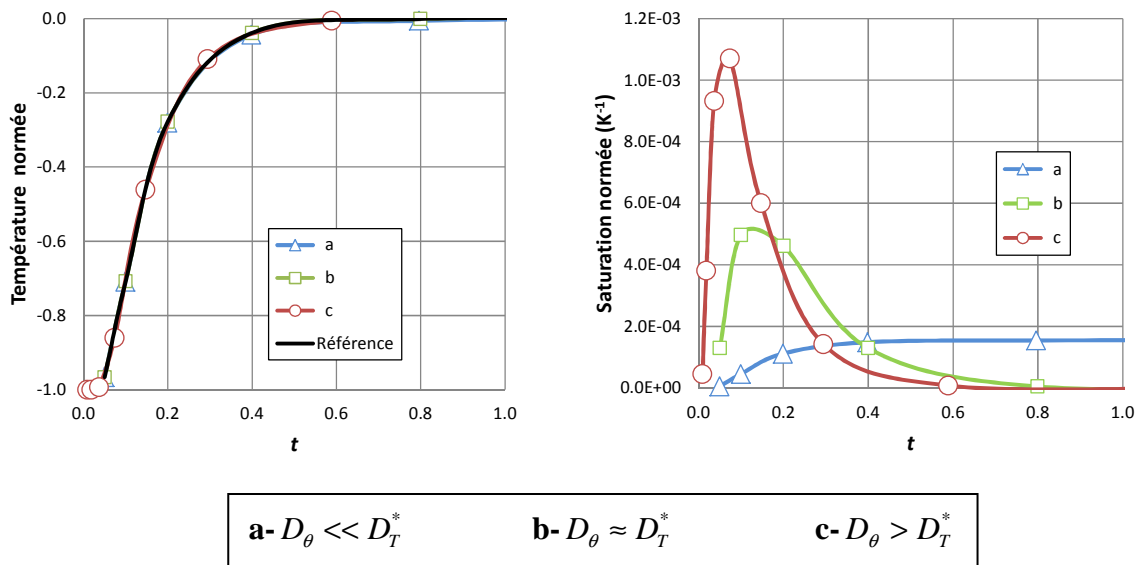 Température normée
0.0
-0.2
-0.4
-0.6
-0.8
-1.0
0.0 0.2 0.4 0.6 0.8 1.0
t
a
b
c
Référence
Saturation normée (K⁻¹)
1.2E-03
1.0E-03
8.0E-04
6.0E-04
4.0E-04
2.0E-04
0.0E+00
0.0 0.2 0.4 0.6 0.8 1.0
t
a
b
c
a- D_θ << D_T^* b- D_θ ≈ D_T^* c- D_θ > D_T^*